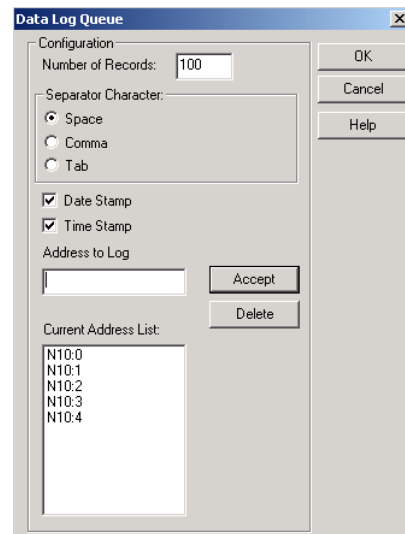 Data Log Queue
Configuration
Number of Records: 100
OK
Cancel
Help
Separator Character:
Space
Comma
Tab
Date Stamp
Time Stamp
Address to Log
Accept
Delete
Current Address List:
N10:0
N10:1
N10:2
N10:3
N10:4